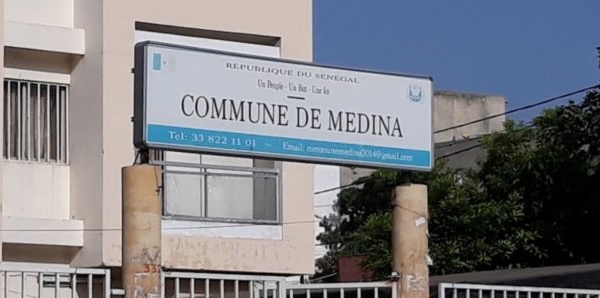 REPUBLIQUE DU SENEGAL
Un Peuple - Un But - Une foi
COMMUNE DE MEDINA
Tel: 33 822 11 01 – Email: communemedina2014@gmail.com